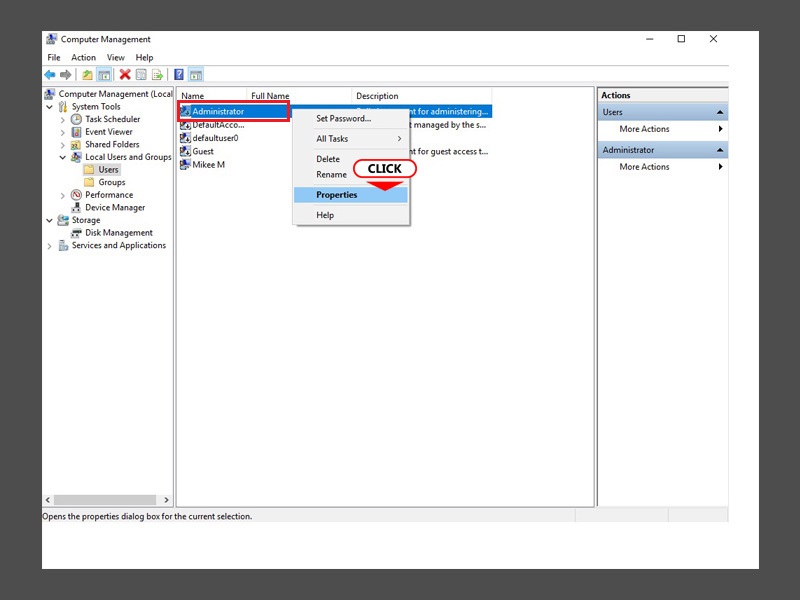 Computer Management
File Action View Help
Computer Management (Local
System Tools
Task Scheduler
Event Viewer
Shared Folders
Local Users and Groups
Users
Groups
Performance
Device Manager
Storage
Disk Management
Services and Applications
Name Full Name Description
Administrator for administering...
DefaultAcco... managed by the s...
defaultuser0
Guest for guest access t...
Mikee M
Set Password...
All Tasks
Delete
Rename
CLICK
Properties
Help
Actions
Users
More Actions
Administrator
More Actions
Opens the properties dialog box for the current selection.